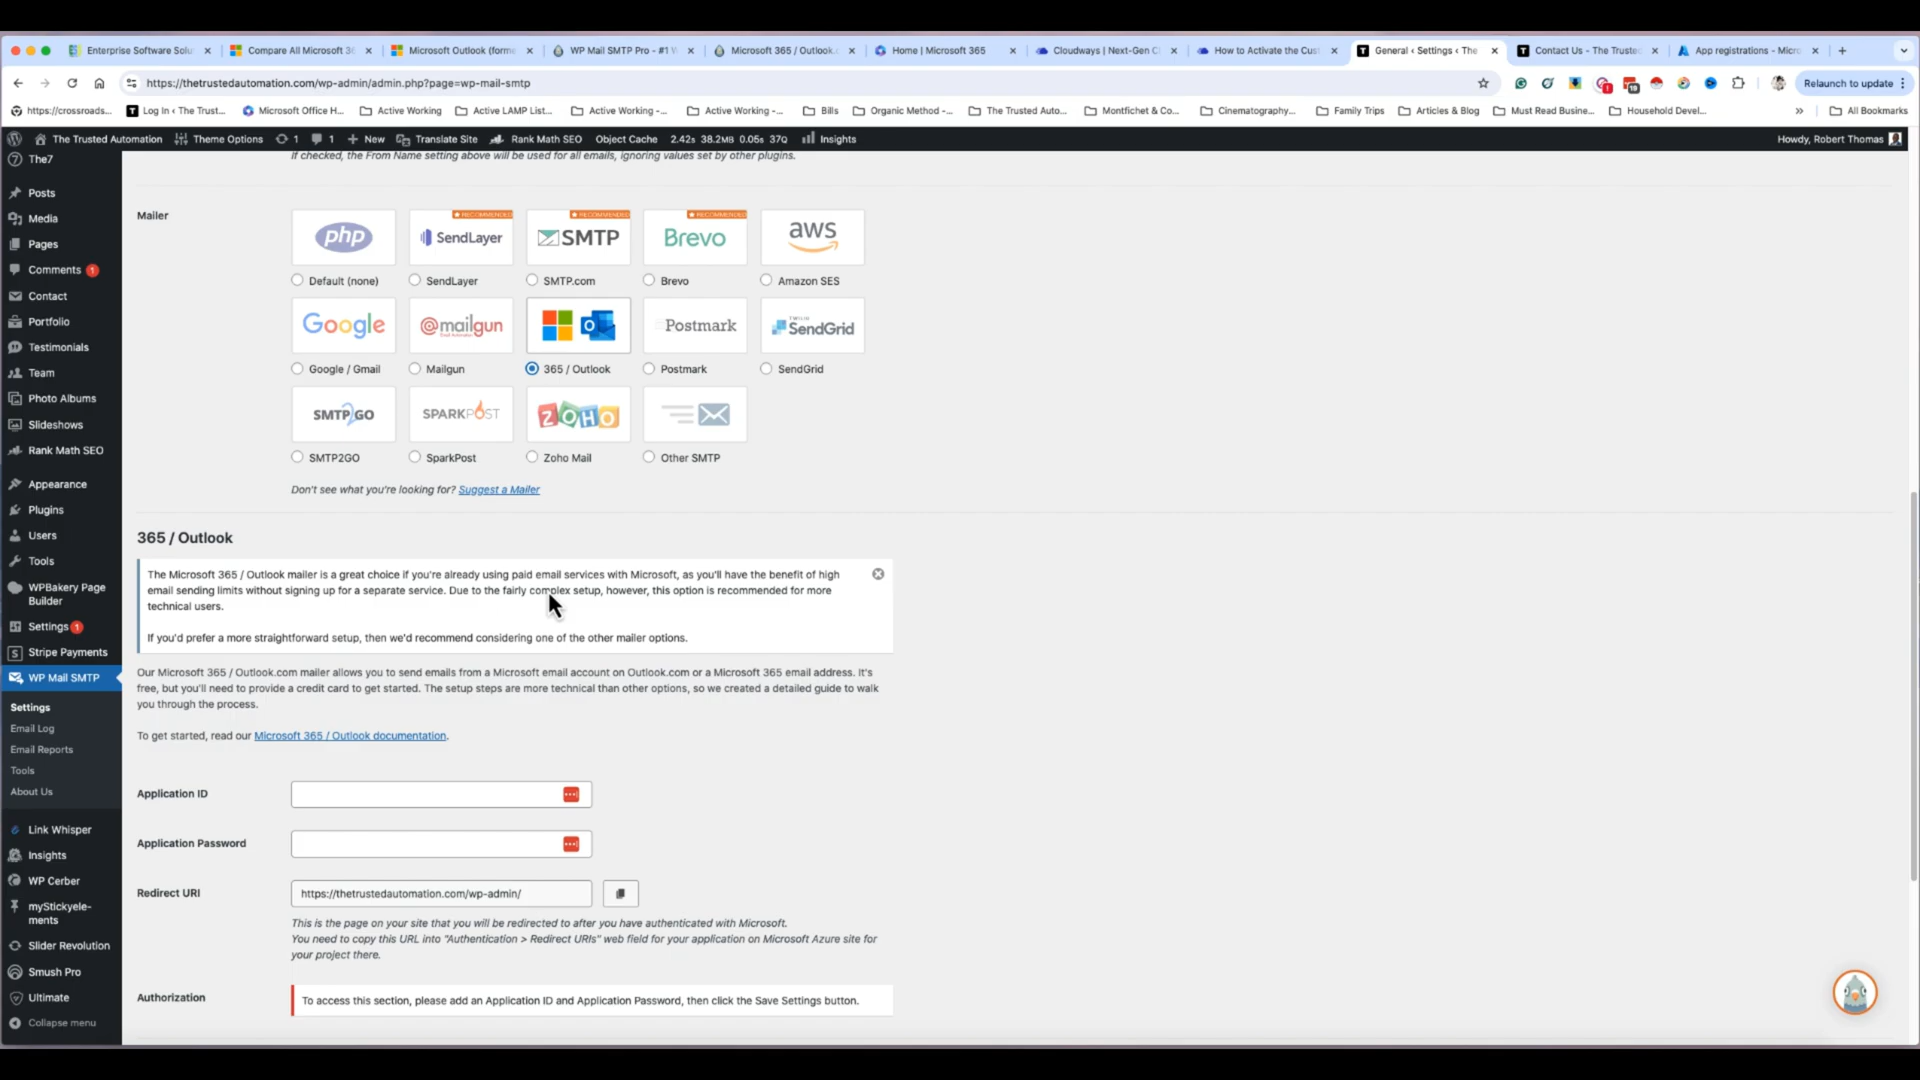 Enterprise Software Solu
Compare All Microsoft 36
Microsoft Outlook (forme
WP Mail SMTP Pro - #1 W
Microsoft 365 / Outlook.
Home | Microsoft 365
Cloudways | Next-Gen C
How to Activate the Cust
General ‹ Settings ‹ The
Contact Us - The Trusted
App registrations - Micro
https://thetrustedautomation.com/wp-admin/admin.php?page=wp-mail-smtp
Relaunch to update
https://crossroads...
Log In ‹ The Trust...
Microsoft Office H...
Active Working
Active LAMP List...
Active Working -...
Active Working -...
Bills
Organic Method -...
The Trusted Auto...
Montfichet & Co...
Cinematography...
Family Trips
Articles & Blog
Must Read Busine...
Household Devel...
»
All Bookmarks
The Trusted Automation
Theme Options
1
1
New
Translate Site
Rank Math SEO
Object Cache
2.42s 38.2MB 0.05s 37Q
Insights
Howdy, Robert Thomas
The7
Posts
Media
Pages
Comments 1
Contact
Portfolio
Testimonials
Team
Photo Albums
Slideshows
Rank Math SEO
Appearance
Plugins
Users
Tools
WPBakery Page
Builder
Settings 1
Stripe Payments
WP Mail SMTP
Settings
Email Log
Email Reports
Tools
About Us
Link Whisper
Insights
WP Cerber
myStickyele-
ments
Slider Revolution
Smush Pro
Ultimate
Collapse menu
If checked, the From Name setting above will be used for all emails, ignoring values set by other plugins.
Mailer
RECOMMENDED
RECOMMENDED
RECOMMENDED
php
SendLayer
SMTP
Brevo
aws
Default (none)
SendLayer
SMTP.com
Brevo
Amazon SES
Google
@mailgun
Postmark
TWILIO
SendGrid
Google / Gmail
Mailgun
365 / Outlook
Postmark
SendGrid
SMTP2GO
SPARKPOST
ZOHO
SMTP2GO
SparkPost
Zoho Mail
Other SMTP
Don't see what you're looking for? Suggest a Mailer
365 / Outlook
The Microsoft 365 / Outlook mailer is a great choice if you're already using paid email services with Microsoft, as you'll have the benefit of high
email sending limits without signing up for a separate service. Due to the fairly complex setup, however, this option is recommended for more
technical users.
If you'd prefer a more straightforward setup, then we'd recommend considering one of the other mailer options.
Our Microsoft 365 / Outlook.com mailer allows you to send emails from a Microsoft email account on Outlook.com or a Microsoft 365 email address. It's
free, but you'll need to provide a credit card to get started. The setup steps are more technical than other options, so we created a detailed guide to walk
you through the process.
To get started, read our Microsoft 365 / Outlook documentation.
Application ID
Application Password
Redirect URI
https://thetrustedautomation.com/wp-admin/
This is the page on your site that you will be redirected to after you have authenticated with Microsoft.
You need to copy this URL into "Authentication > Redirect URIs" web field for your application on Microsoft Azure site for
your project there.
Authorization
To access this section, please add an Application ID and Application Password, then click the Save Settings button.